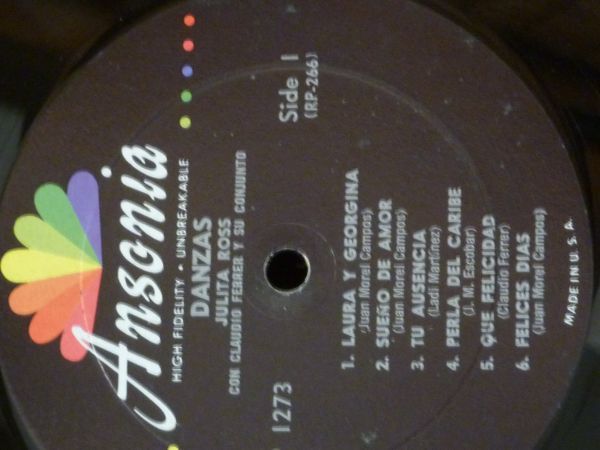 Ansonia
HIGH FIDELITY • UNBREAKABLE
DANZAS
JULITA ROSS
CON CLAUDIO FERRER Y SU CONJUNTO
1273
Side 1
(RP-266)
1. LAURA Y GEORGINA
(Juan Morel Campos)
2. SUEÑO DE AMOR
(Juan Morel Campos)
3. TU AUSENCIA
(Ladi Martinez)
4. PERLA DEL CARIBE
(J. M. Escobar)
5. QUE FELICIDAD
(Claudio Ferrer)
6. FELICES DIAS
(Juan Morel Campos)
MADE IN U. S. A.